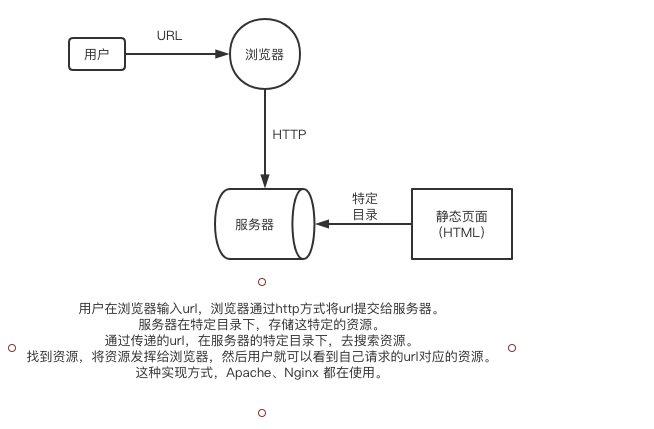 URL
用户
浏览器
HTTP
特定
目录
服务器
静态页面
（HTML）
用户在浏览器输入url，浏览器通过http方式将url提交给服务器。
服务器在特定目录下，存储这特定的资源。
通过传递的url，在服务器的特定目录下，去搜索资源。
找到资源，将资源发挥给浏览器，然后用户就可以看到自己请求的url对应的资源。
这种实现方式，Apache、Nginx 都在使用。